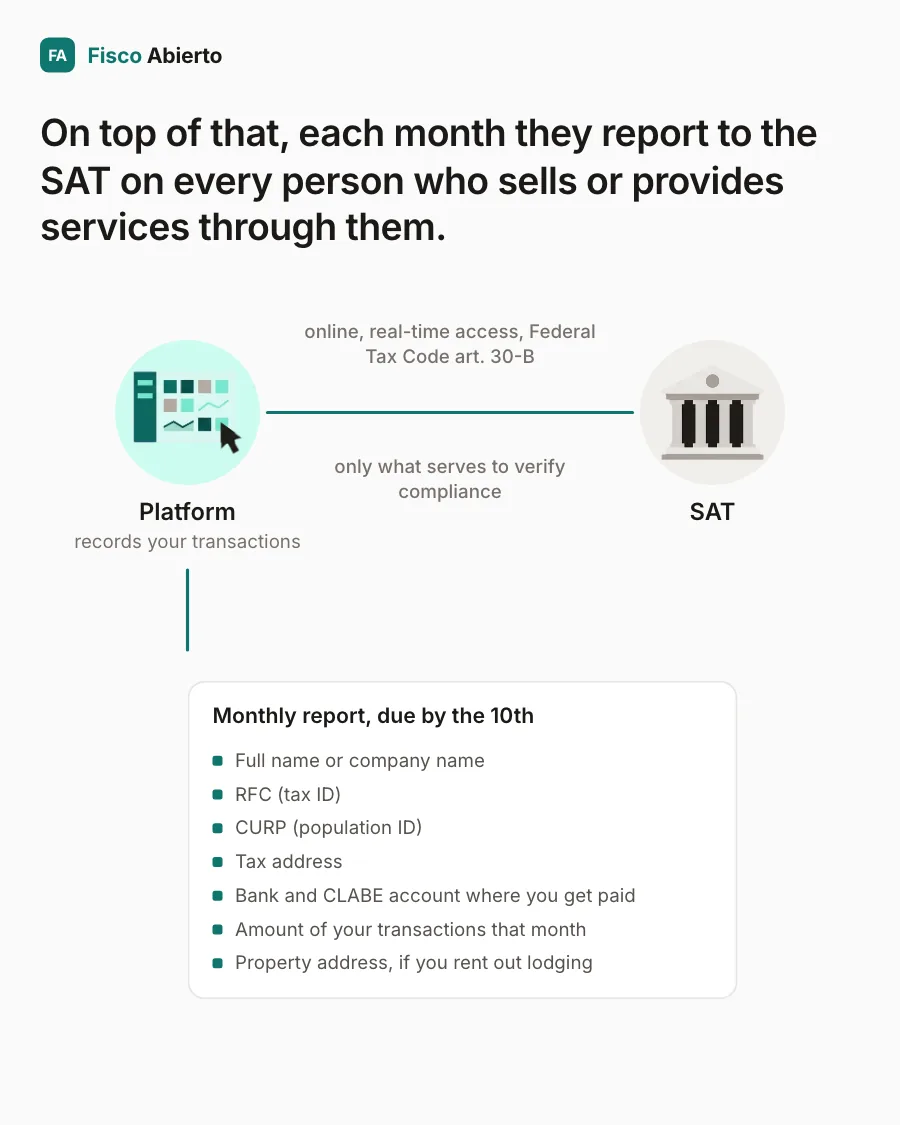 FA
Fisco Abierto
On top of that, each month they report to the
SAT on every person who sells or provides
services through them.
online, real-time access, Federal
Tax Code art. 30-B
only what serves to verify
compliance
Platform
records your transactions
SAT
Monthly report, due by the 10th
Full name or company name
RFC (tax ID)
CURP (population ID)
Tax address
Bank and CLABE account where you get paid
Amount of your transactions that month
Property address, if you rent out lodging